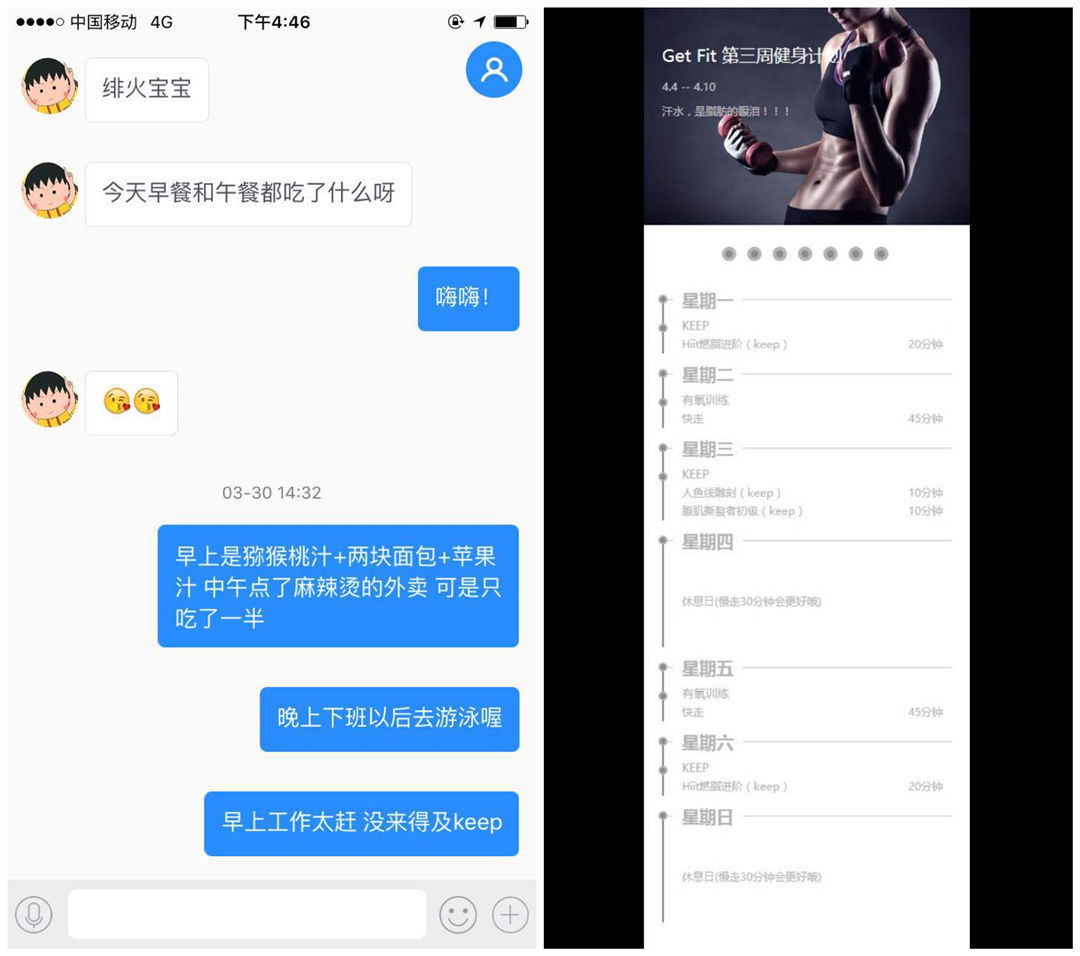 中国移动 4G 下午4:46
绯火宝宝
今天早餐和午餐都吃了什么呀
嗨嗨!
😘😘
03-30 14:32
早上是猕猴桃汁+两块面包+苹果
汁 中午点了麻辣烫的外卖 可是只
吃了一半
晚上下班以后去游泳喔
早上工作太赶 没来得及keep
Get Fit 第三周健身计划
4.4 -- 4.10
汗水，是脂肪的眼泪！！！
星期一
KEEP
Hiit燃脂进阶（keep） 20分钟
星期二
有氧训练
快走 45分钟
星期三
KEEP
人鱼线雕刻（keep） 10分钟
腹肌撕裂者初级（keep） 10分钟
星期四
休息日(慢走30分钟会更好哦)
星期五
有氧训练
快走 45分钟
星期六
KEEP
Hiit燃脂进阶（keep） 20分钟
星期日
休息日(慢走30分钟会更好哦)